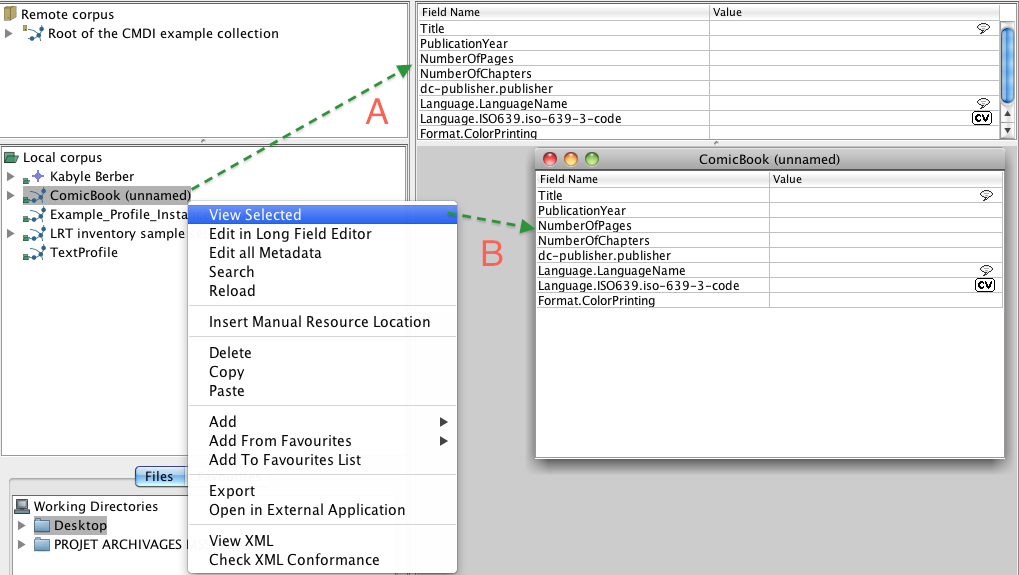 Remote corpus
Root of the CMDI example collection
Field Name Value
Title
PublicationYear
NumberOfPages
NumberOfChapters
dc-publisher.publisher
Language.LanguageName
Language.ISO639.iso-639-3-code
CV
Format.ColorPrinting
A
Local corpus
Kabyle Berber
ComicBook (unnamed)
Example_Profile_Insta
LRT inventory sample
TextProfile
View Selected
Edit in Long Field Editor
Edit all Metadata
Search
Reload
Insert Manual Resource Location
Delete
Copy
Paste
Add
Add From Favourites
Add To Favourites List
Export
Open in External Application
View XML
Check XML Conformance
B
ComicBook (unnamed)
Field Name Value
Title
PublicationYear
NumberOfPages
NumberOfChapters
dc-publisher.publisher
Language.LanguageName
Language.ISO639.iso-639-3-code
CV
Format.ColorPrinting
Files
Working Directories
Desktop
PROJET ARCHIVAGES